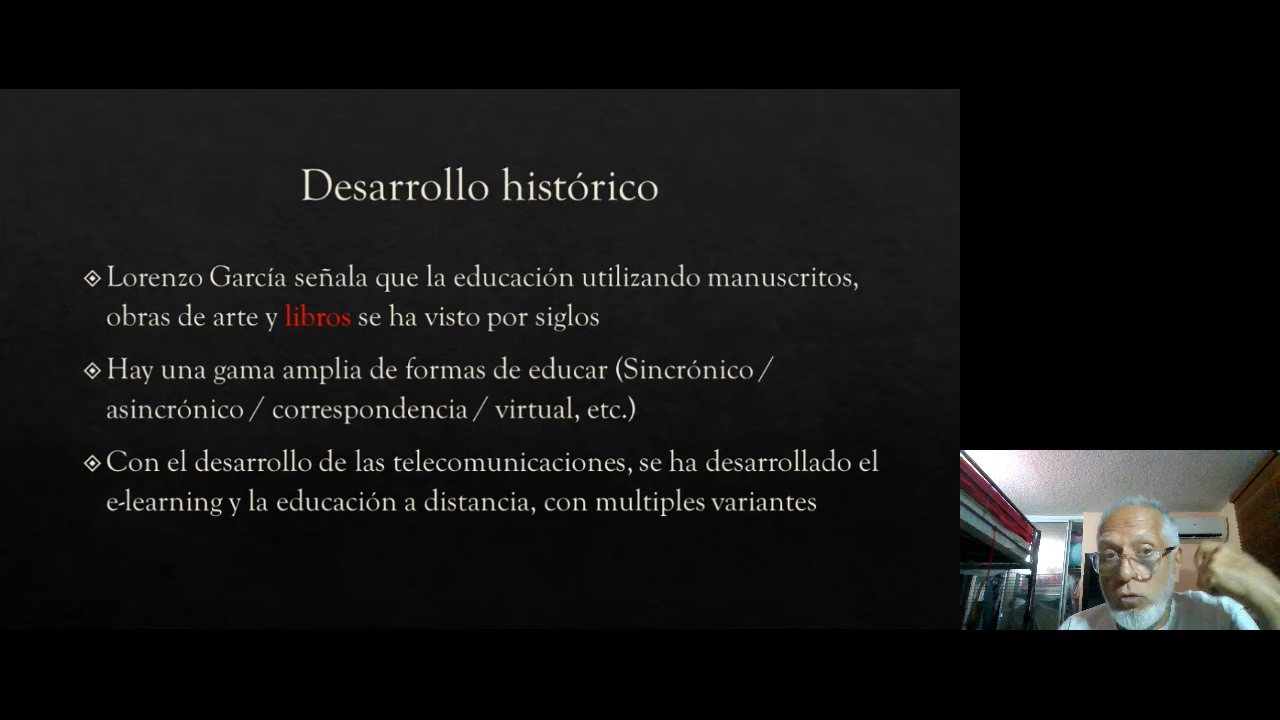 Desarrollo histórico
Lorenzo García señala que la educación utilizando manuscritos,
obras de arte y libros se ha visto por siglos
Hay una gama amplia de formas de educar (Sincrónico /
asincrónico / correspondencia / virtual, etc.)
Con el desarrollo de las telecomunicaciones, se ha desarrollado el
e-learning y la educación a distancia, con multiples variantes